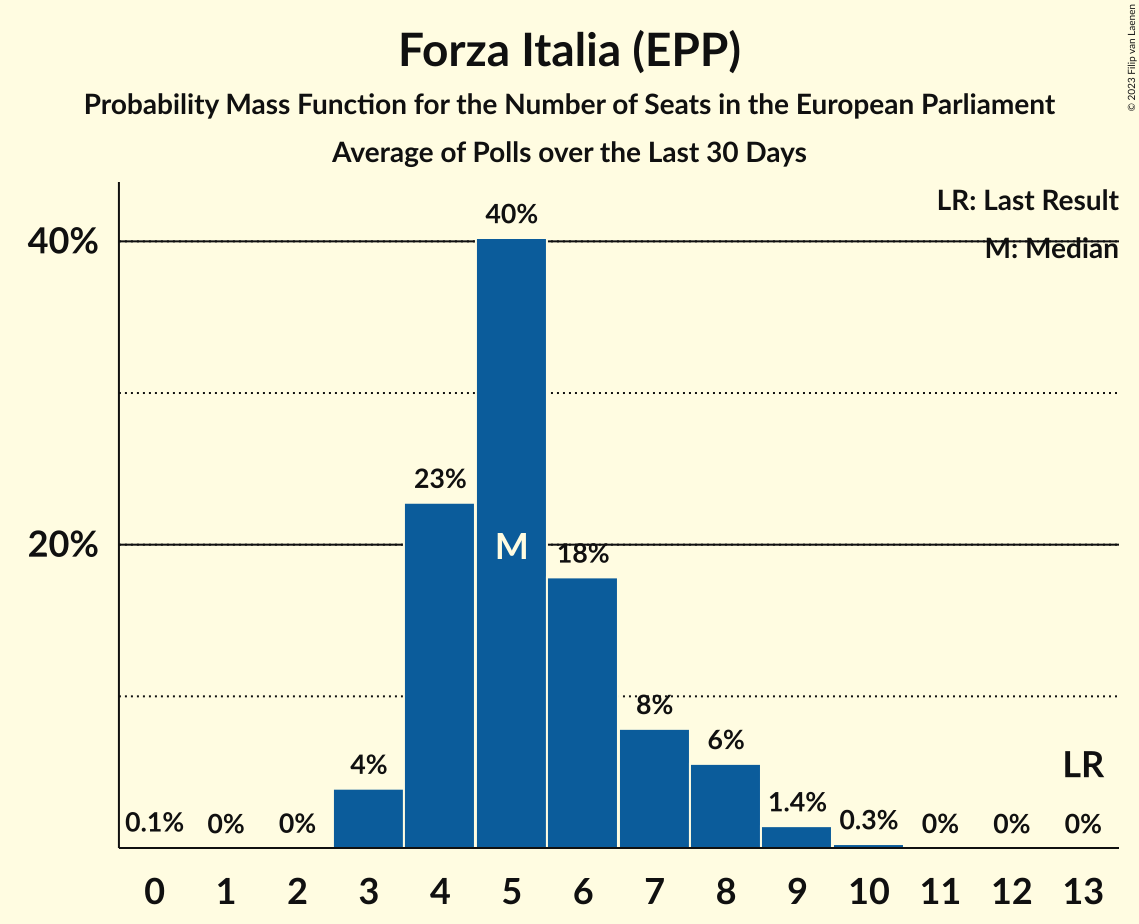 Forza Italia (EPP)
Probability Mass Function for the Number of Seats in the European Parliament
Average of Polls over the Last 30 Days
© 2023 Filip van Laenen
LR: Last Result
M: Median
40%
20%
0.1%
0%
0%
4%
23%
40%
M
18%
8%
6%
1.4%
0.3%
0%
0%
0%
LR
0 1 2 3 4 5 6 7 8 9 10 11 12 13